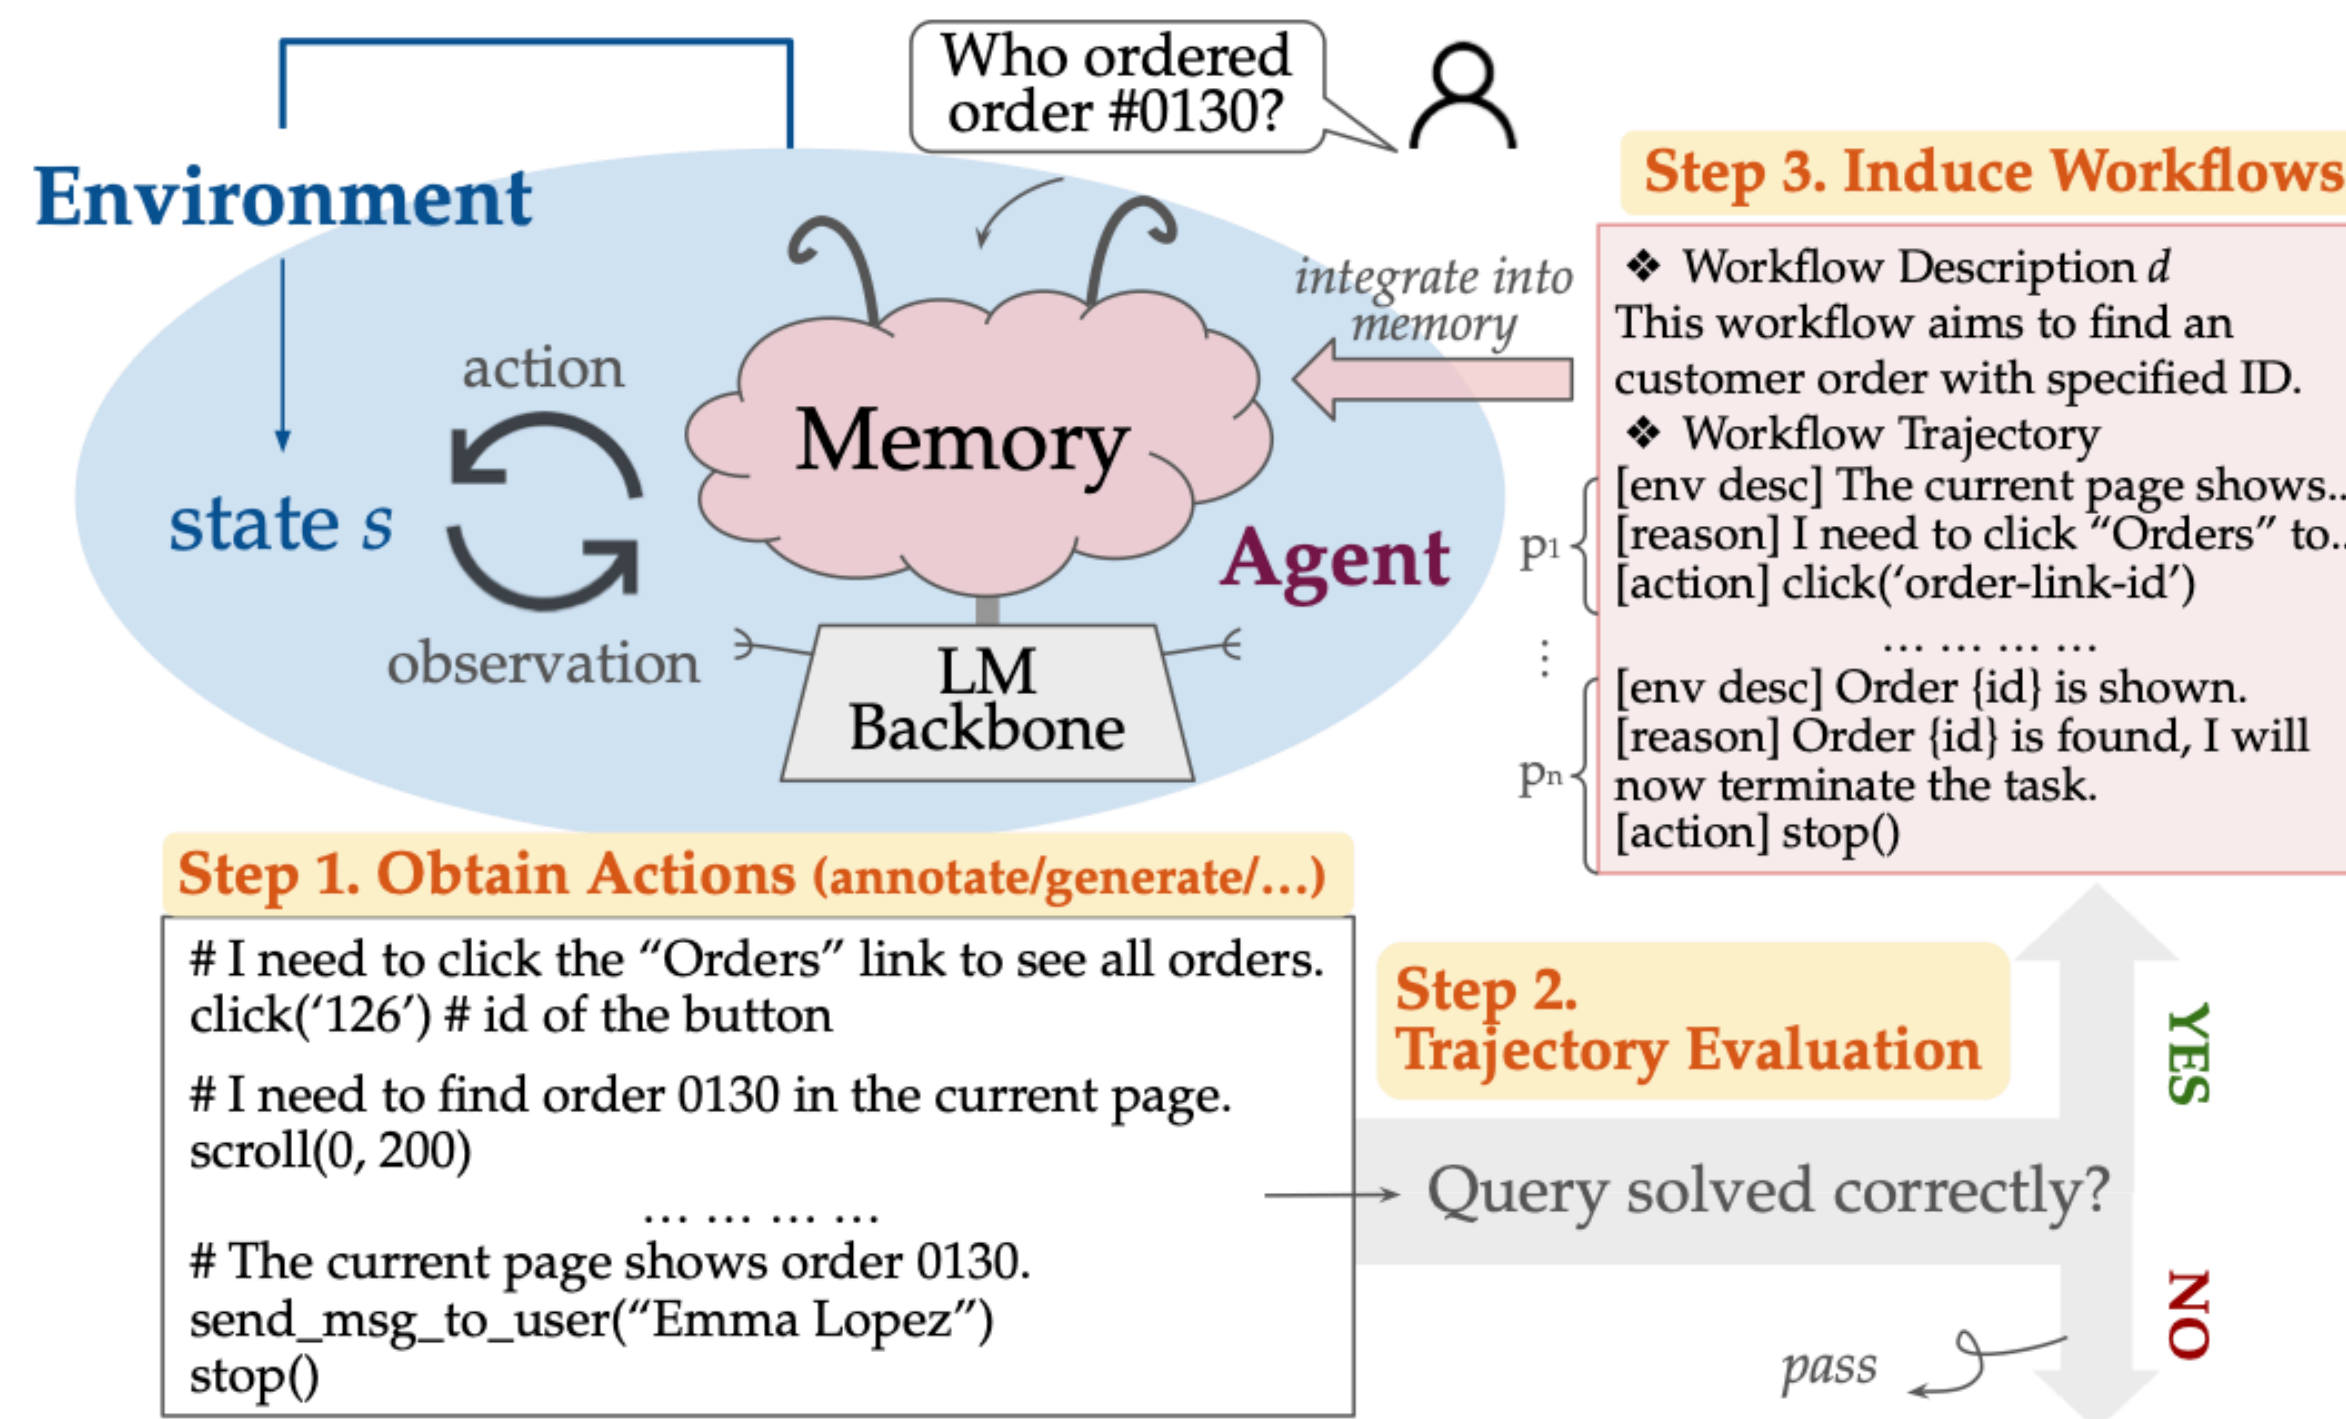 Who ordered
order #0130?
Environment
Step 3. Induce Workflows
integrate into
memory
action
Memory
state s
observation
Agent
LM
Backbone
❖ Workflow Description d
This workflow aims to find an
customer order with specified ID.
❖ Workflow Trajectory
p1
[env desc] The current page shows..
[reason] I need to click “Orders” to..
[action] click(‘order-link-id’)
… … … …
⋮
pn
[env desc] Order {id} is shown.
[reason] Order {id} is found, I will
now terminate the task.
[action] stop()
Step 1. Obtain Actions (annotate/generate/…)
# I need to click the “Orders” link to see all orders.
click(‘126’) # id of the button
# I need to find order 0130 in the current page.
scroll(0, 200)
… … … …
# The current page shows order 0130.
send_msg_to_user(“Emma Lopez”)
stop()
Step 2.
Trajectory Evaluation
Query solved correctly?
YES
NO
pass